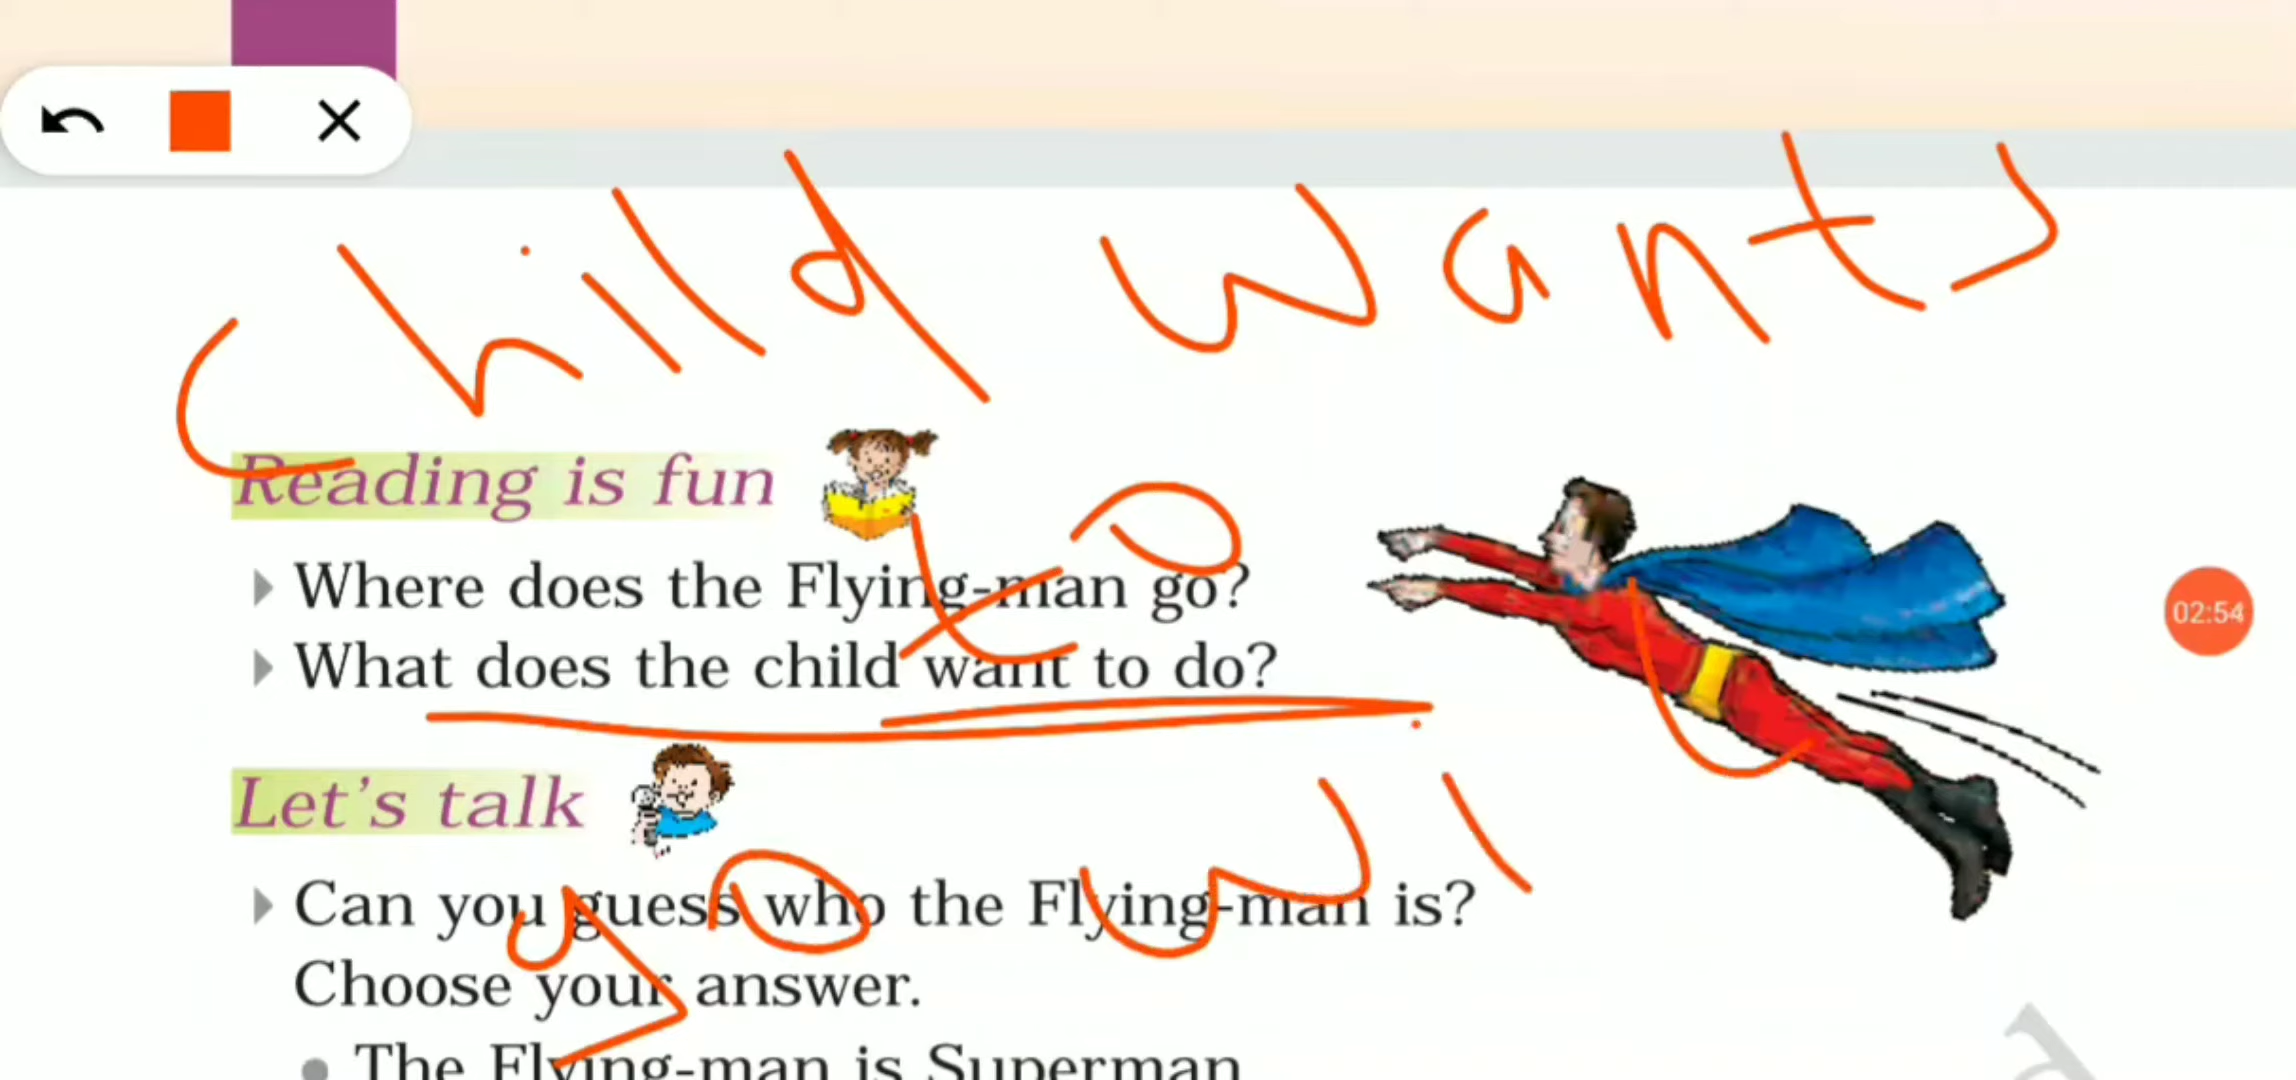 Child wants
Reading is fun
to
Where does the Flying-man go?
What does the child want to do?
02:54
Let's talk
go wi
Can you guess who the Flying-man is?
Choose your answer.
The Flying-man is Superman